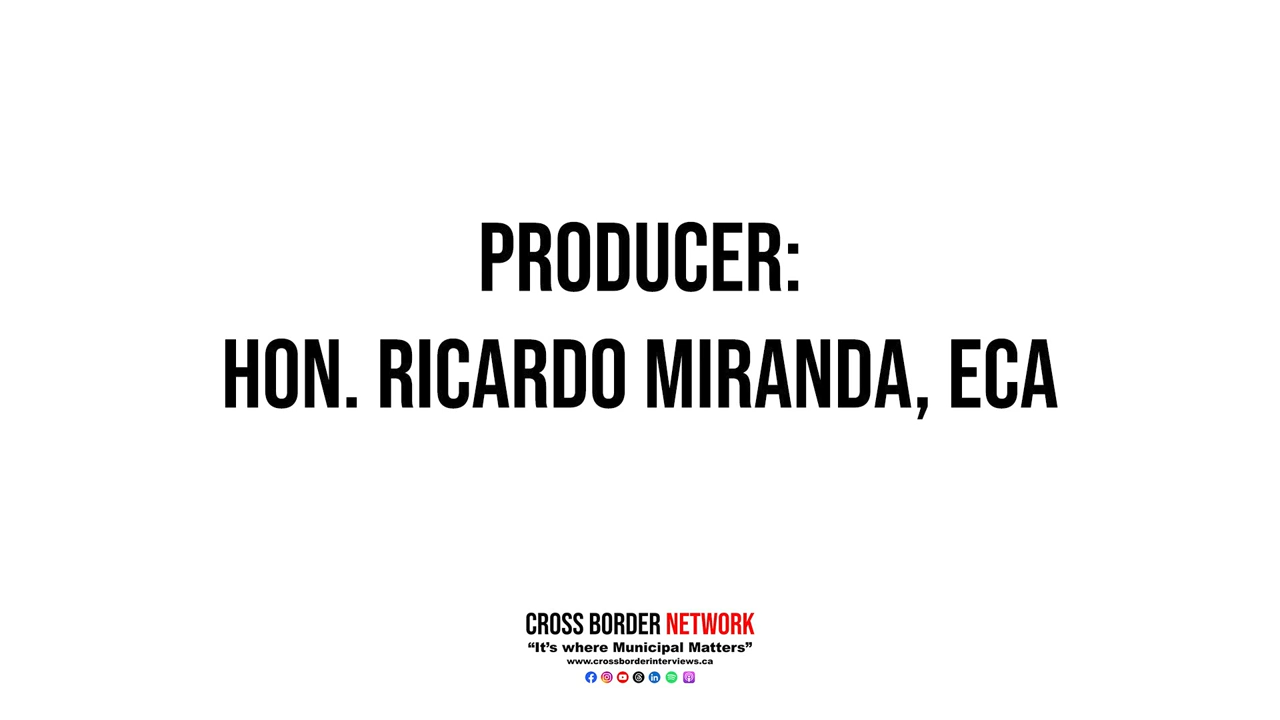 PRODUCER:
HON. RICARDO MIRANDA, ECA
CROSS BORDER NETWORK
“It’s where Municipal Matters”
www.crossborderinterviews.ca